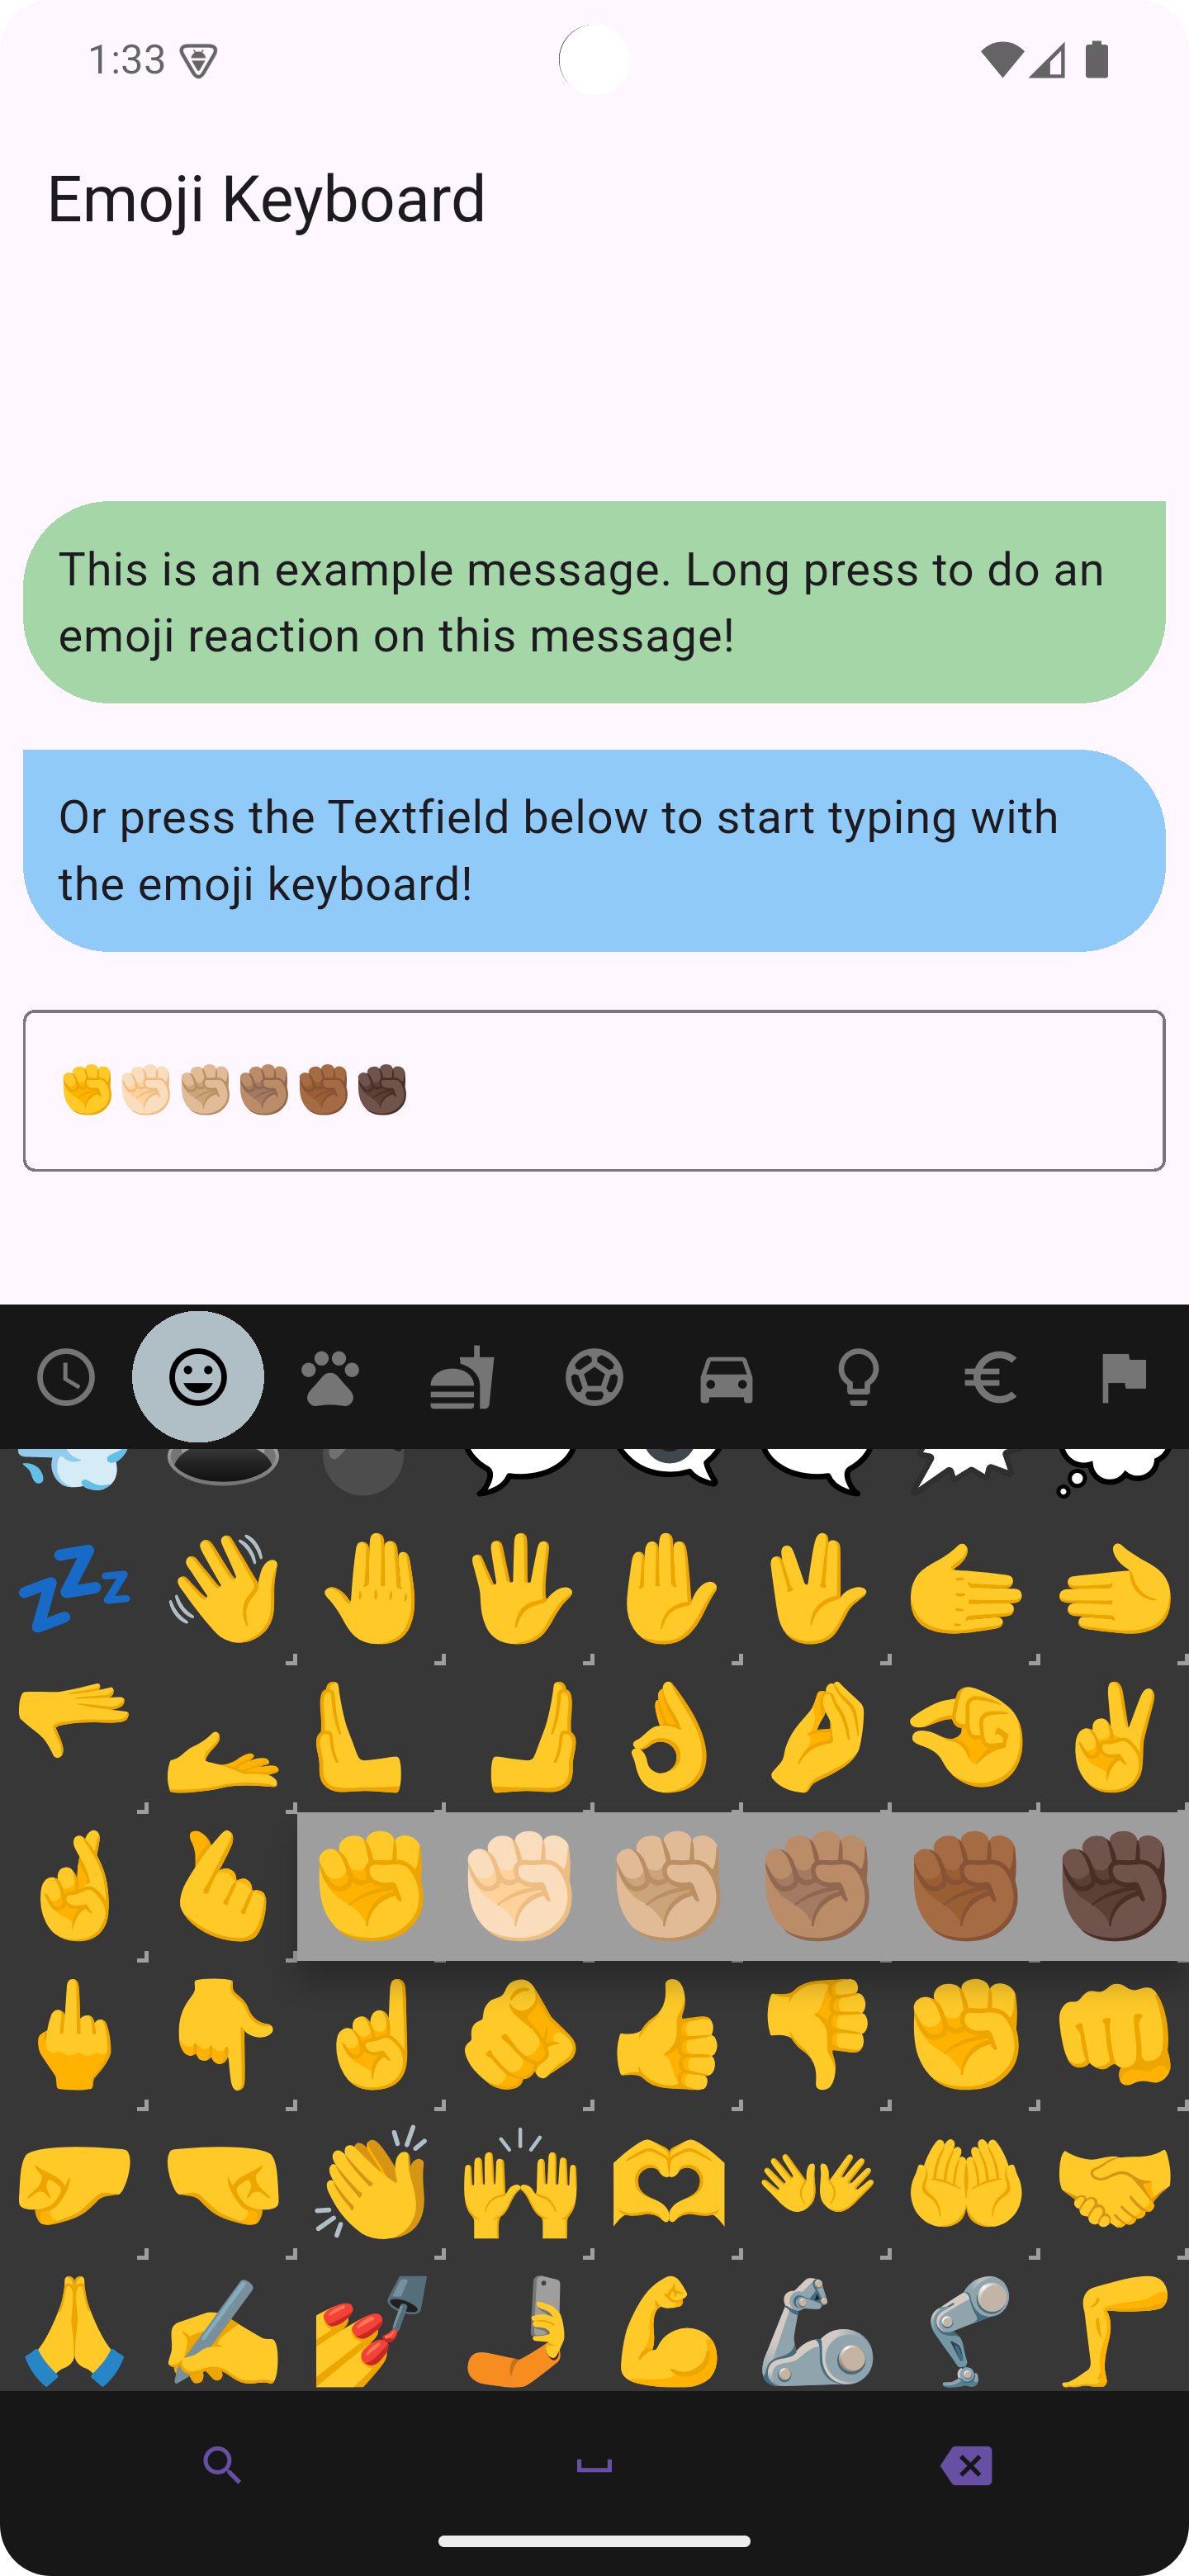 1:33
Emoji Keyboard
This is an example message. Long press to do an
emoji reaction on this message!
Or press the Textfield below to start typing with
the emoji keyboard!
✊✊🏻✊🏼✊🏽✊🏾✊🏿